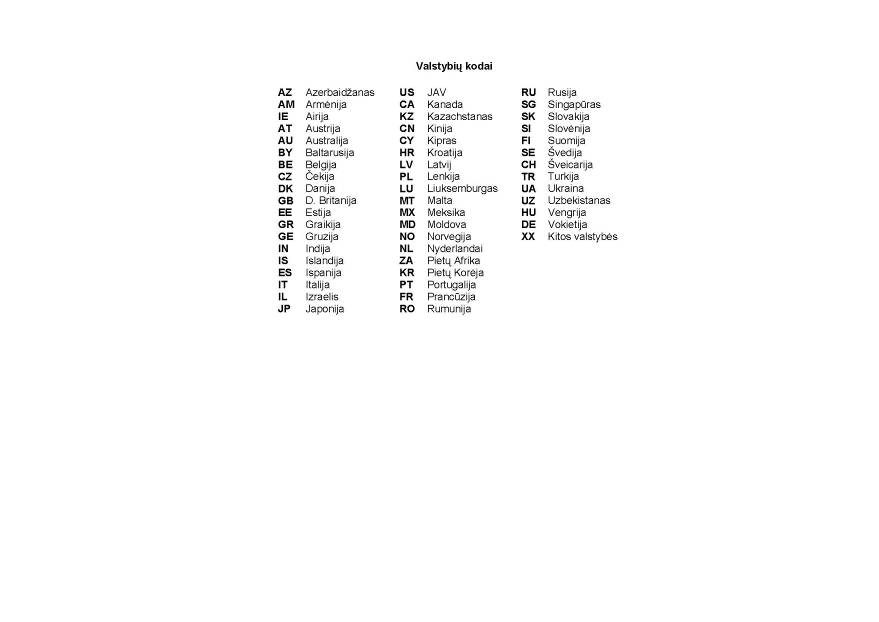 Valstybių kodai
AZ Azerbaidžanas
AM Armėnija
IE Airija
AT Austrija
AU Australija
BY Baltarusija
BE Belgija
CZ Čekija
DK Danija
GB D. Britanija
EE Estija
GR Graikija
GE Gruzija
IN Indija
IS Islandija
ES Ispanija
IT Italija
IL Izraelis
JP Japonija
US JAV
CA Kanada
KZ Kazachstanas
CN Kinija
CY Kipras
HR Kroatija
LV Latvij
PL Lenkija
LU Liuksemburgas
MT Malta
MX Meksika
MD Moldova
NO Norvegija
NL Nyderlandai
ZA Pietų Afrika
KR Pietų Korėja
PT Portugalija
FR Prancūzija
RO Rumunija
RU Rusija
SG Singapūras
SK Slovakija
SI Slovėnija
FI Suomija
SE Švedija
CH Šveicarija
TR Turkija
UA Ukraina
UZ Uzbekistanas
HU Vengrija
DE Vokietija
XX Kitos valstybės